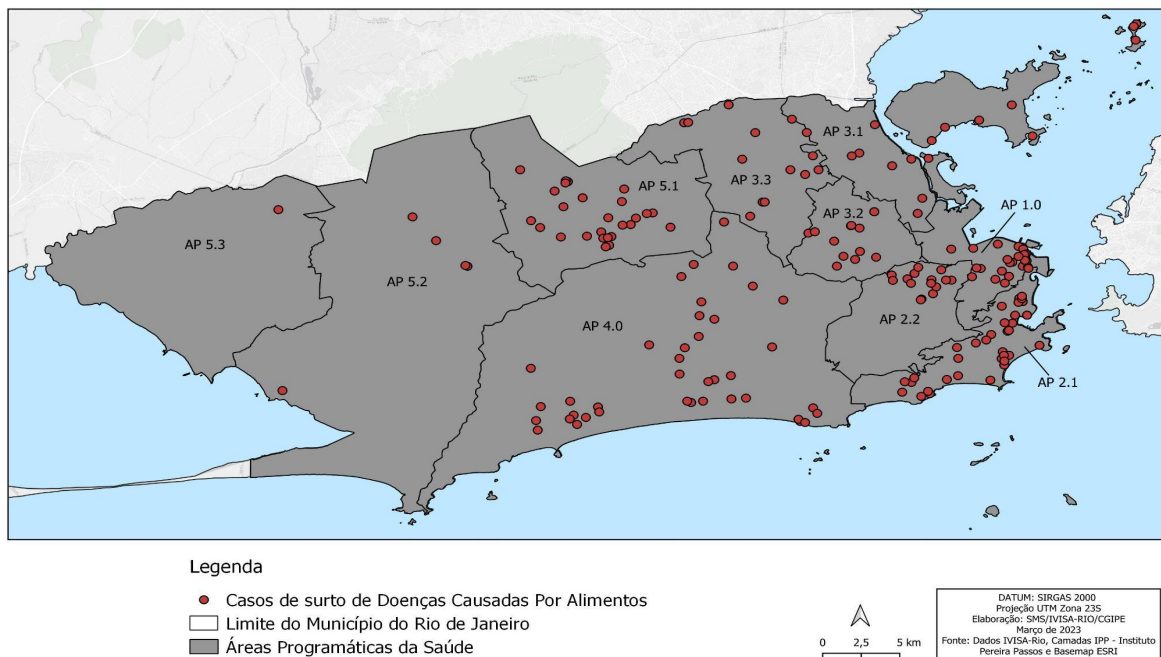 AP 3.1
AP 5.1
AP 3.3
AP 3.2
AP 1.0
AP 5.3
AP 5.2
AP 4.0
AP 2.2
AP 2.1
Legenda
Casos de surto de Doenças Causadas Por Alimentos
Limite do Município do Rio de Janeiro
Áreas Programáticas da Saúde
0 2,5 5 km
DATUM: SIRGAS 2000
Projeção UTM Zona 23S
Elaboração: SMS/IVISA-RIO/CGIPE
Março de 2023
Fonte: Dados IVISA-Rio, Camadas IPP - Instituto
Pereira Passos e Basemap ESRI